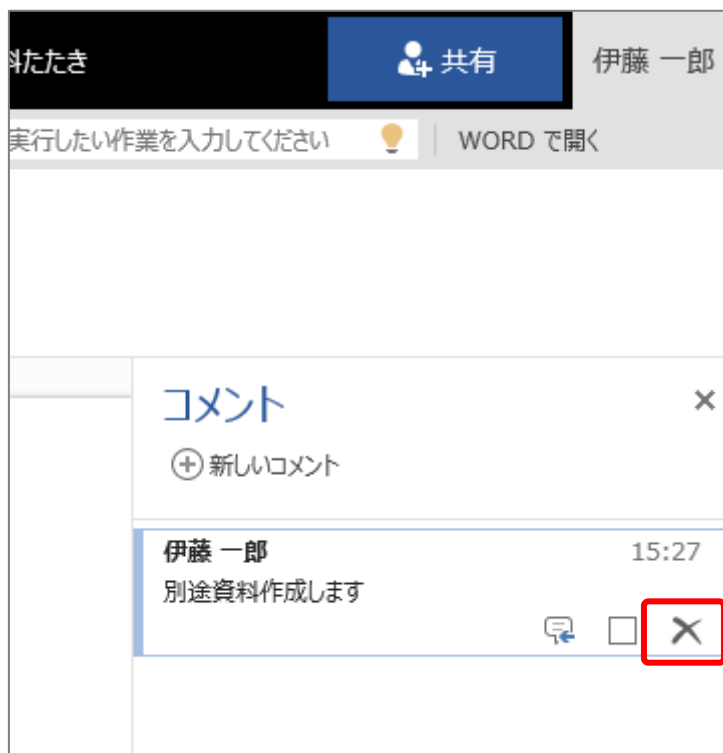 料たたき
共有
伊藤 一郎
実行したい作業を入力してください
WORD で開く
コメント
新しいコメント
伊藤 一郎 15:27
別途資料作成します